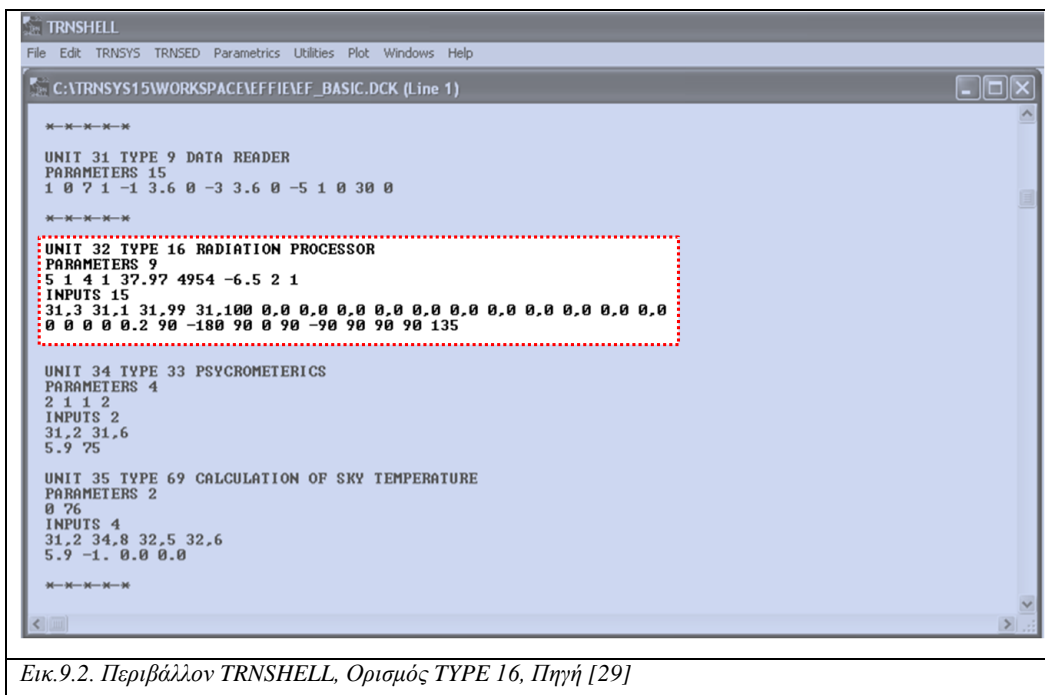 TRNSHELL
File Edit TRNSYS TRNSED Parametrics Utilities Plot Windows Help
C:\TRNSYS15\WORKSPACE\EFFIE\EF_BASIC.DCK (Line 1)
*-*-*-*-*
UNIT 31 TYPE 9 DATA READER
PARAMETERS 15
1 0 7 1 -1 3.6 0 -3 3.6 0 -5 1 0 30 0
*-*-*-*-*
UNIT 32 TYPE 16 RADIATION PROCESSOR
PARAMETERS 9
5 1 4 1 37.97 4954 -6.5 2 1
INPUTS 15
31,3 31,1 31,99 31,100 0,0 0,0 0,0 0,0 0,0 0,0 0,0 0,0 0,0 0,0 0,0
0 0 0 0 0.2 90 -180 90 0 90 -90 90 90 90 135
UNIT 34 TYPE 33 PSYCROMETERICS
PARAMETERS 4
2 1 1 2
INPUTS 2
31,2 31,6
5.9 75
UNIT 35 TYPE 69 CALCULATION OF SKY TEMPERATURE
PARAMETERS 2
0 76
INPUTS 4
31,2 34,8 32,5 32,6
5.9 -1. 0.0 0.0
*-*-*-*-*
Εικ.9.2. Περιβάλλον TRNSHELL, Ορισμός TYPE 16, Πηγή [29]